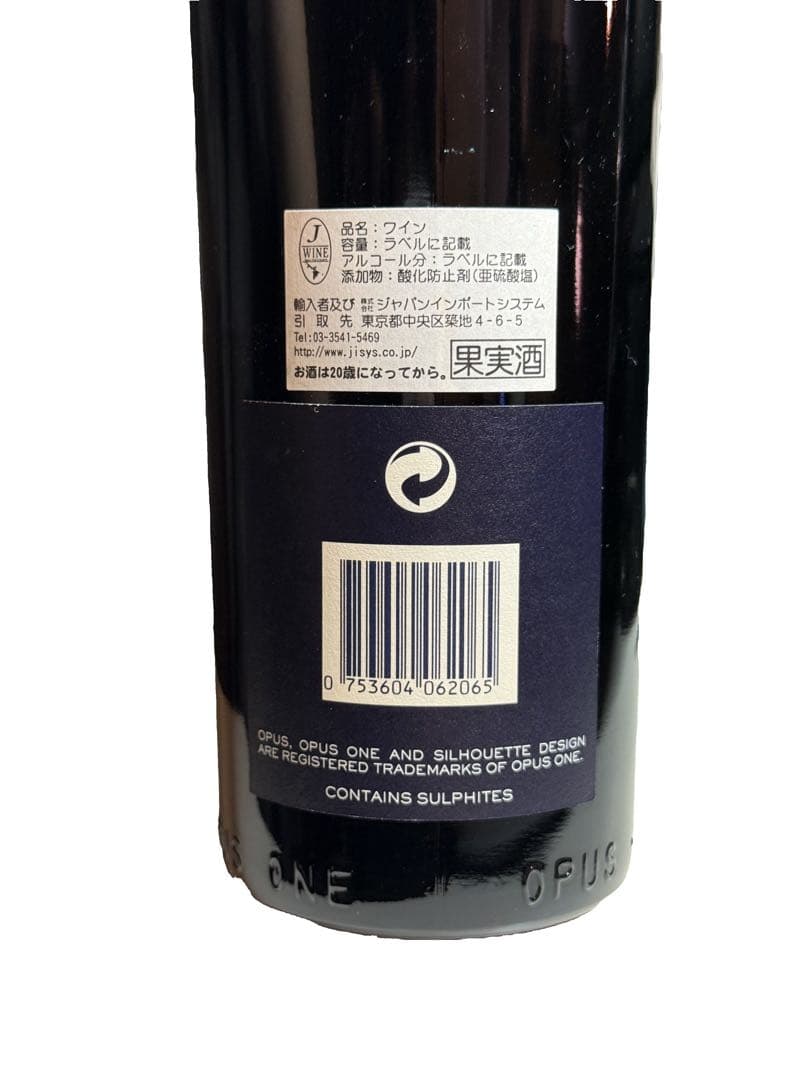 J
WINE
品名：ワイン
容量：ラベルに記載
アルコール分：ラベルに記載
添加物：酸化防止剤(亜硫酸塩)
輸入者及び 株式会社 ジャパンインポートシステム
引取先 東京都中央区築地4-6-5
Tel:03-3541-5469
http://www.jisys.co.jp/
お酒は20歳になってから。 果実酒
0 753604 062065
OPUS, OPUS ONE AND SILHOUETTE DESIGN
ARE REGISTERED TRADEMARKS OF OPUS ONE.
CONTAINS SULPHITES
ONE OPUS